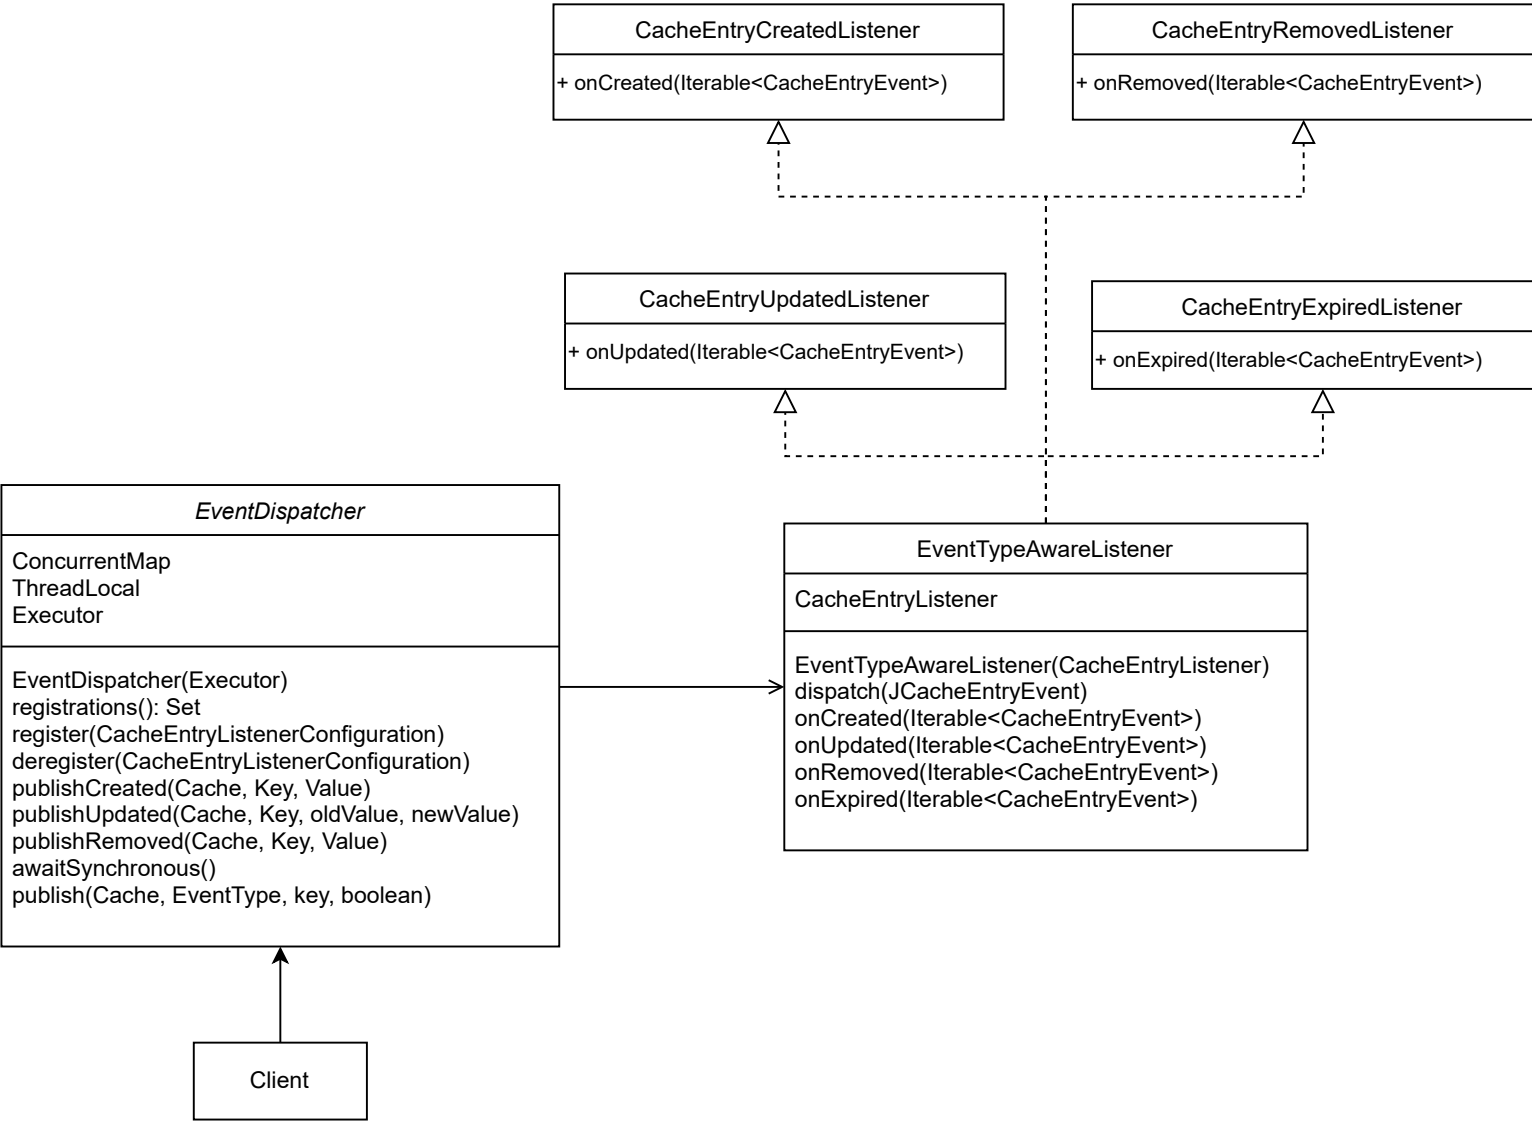 CacheEntryCreatedListener
+ onCreated(Iterable<CacheEntryEvent>)
CacheEntryRemovedListener
+ onRemoved(Iterable<CacheEntryEvent>)
CacheEntryUpdatedListener
+ onUpdated(Iterable<CacheEntryEvent>)
CacheEntryExpiredListener
+ onExpired(Iterable<CacheEntryEvent>)
EventDispatcher
ConcurrentMap
ThreadLocal
Executor
EventDispatcher(Executor)
registrations(): Set
register(CacheEntryListenerConfiguration)
deregister(CacheEntryListenerConfiguration)
publishCreated(Cache, Key, Value)
publishUpdated(Cache, Key, oldValue, newValue)
publishRemoved(Cache, Key, Value)
awaitSynchronous()
publish(Cache, EventType, key, boolean)
EventTypeAwareListener
CacheEntryListener
EventTypeAwareListener(CacheEntryListener)
dispatch(JCacheEntryEvent)
onCreated(Iterable<CacheEntryEvent>)
onUpdated(Iterable<CacheEntryEvent>)
onRemoved(Iterable<CacheEntryEvent>)
onExpired(Iterable<CacheEntryEvent>)
Client